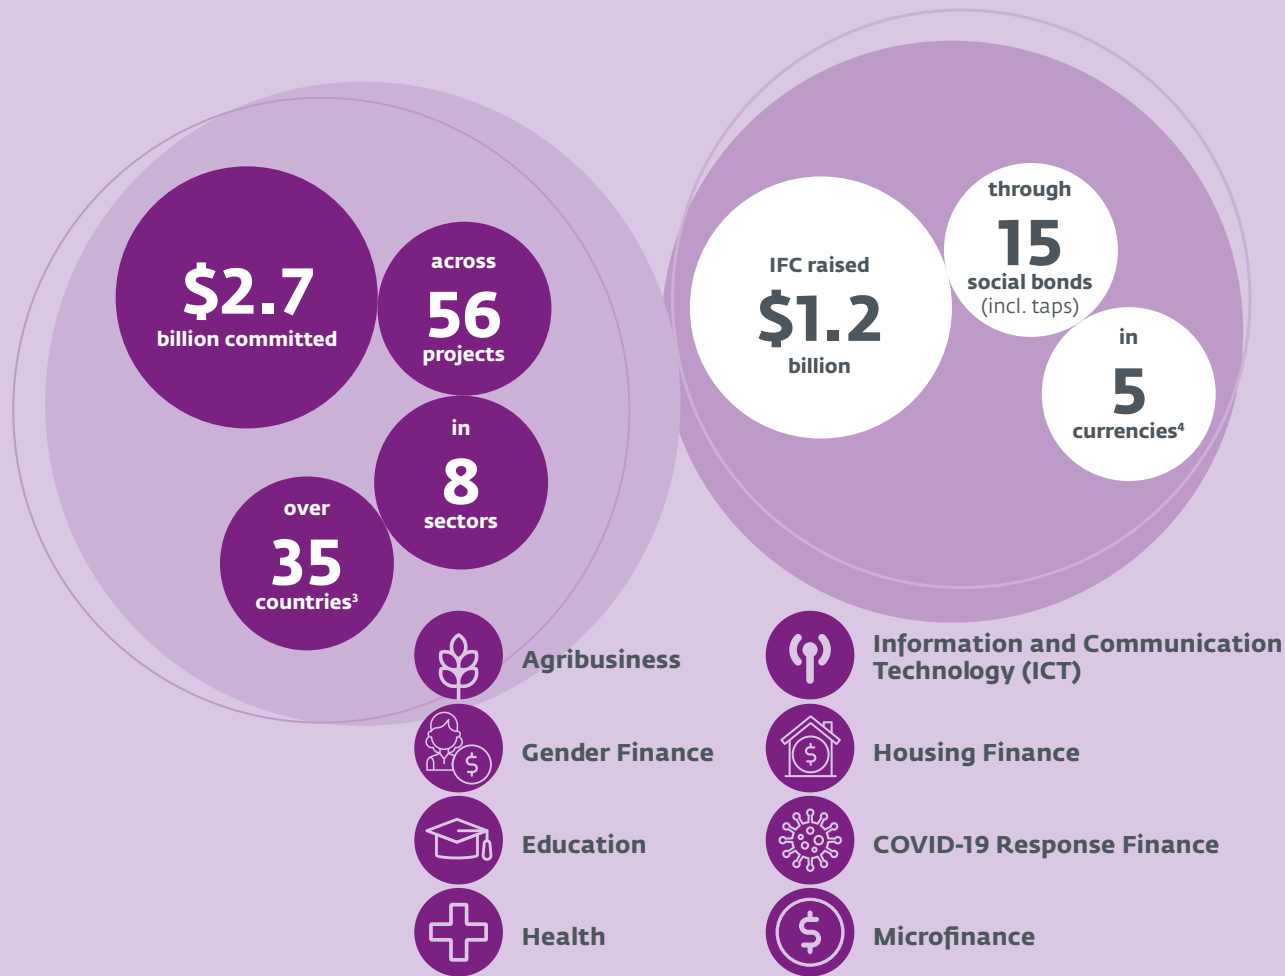 $2.7
billion committed
across
56
projects
in
8
sectors
over
35
countries³
IFC raised
$1.2
billion
through
15
social bonds
(incl. taps)
in
5
currencies⁴
Agribusiness
Gender Finance
$
Education
Health
Information and Communication
Technology (ICT)
$
Housing Finance
COVID-19 Response Finance
$
Microfinance